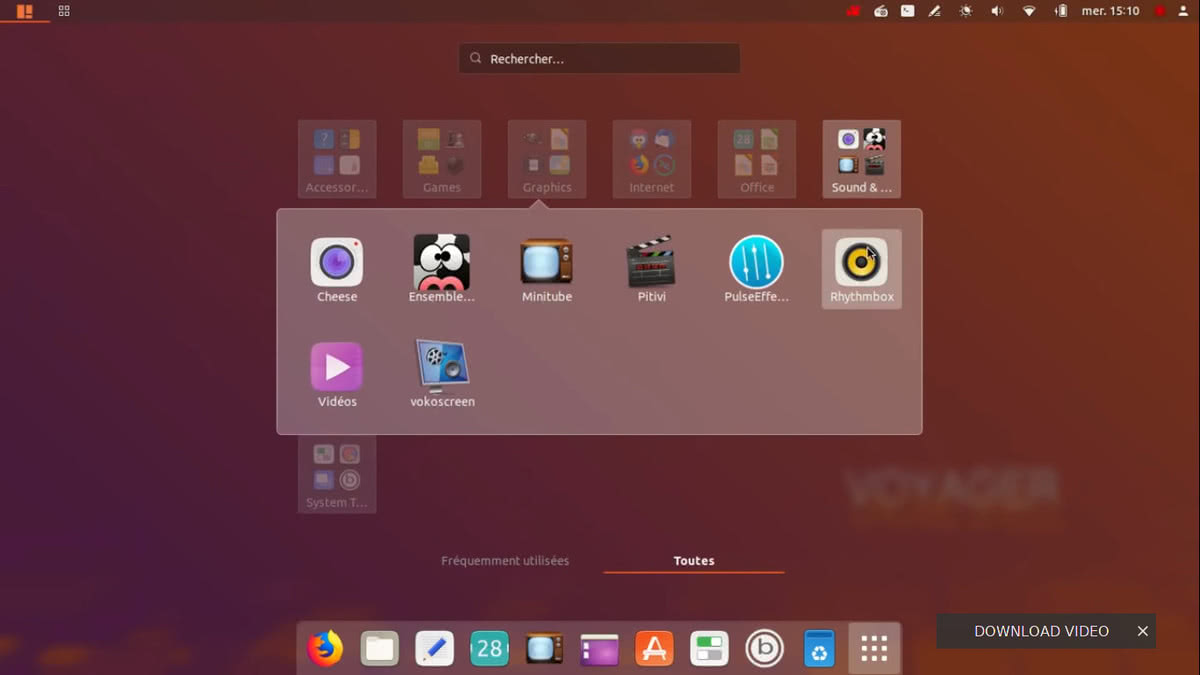 mer. 15:10
Rechercher...
Accessor...
Games
Graphics
Internet
Office
Sound & ...
28
Cheese
Ensemble...
Minitube
Pitivi
PulseEffe...
Rhythmbox
Vidéos
vokoscreen
System T...
VOYAGER
Fréquemment utilisées
Toutes
28
DOWNLOAD VIDEO